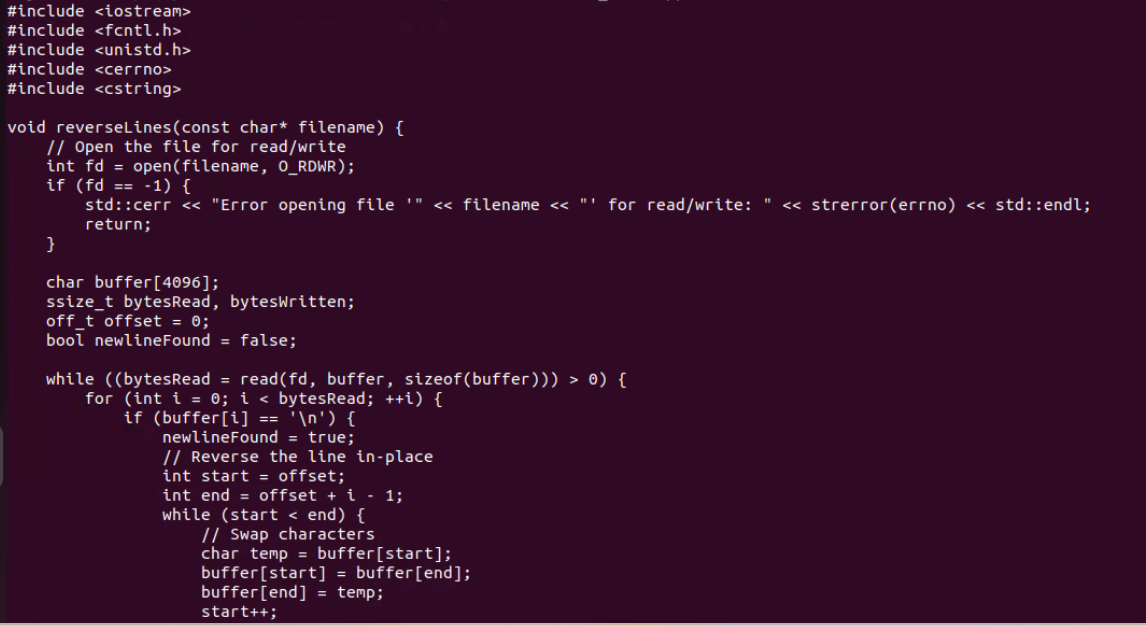 #include <iostream>
#include <fcntl.h>
#include <unistd.h>
#include <cerrno>
#include <cstring>

void reverseLines(const char* filename) {
    // Open the file for read/write
    int fd = open(filename, O_RDWR);
    if (fd == -1) {
        std::cerr << "Error opening file '" << filename << "' for read/write: " << strerror(errno) << std::endl;
        return;
    }

    char buffer[4096];
    ssize_t bytesRead, bytesWritten;
    off_t offset = 0;
    bool newlineFound = false;

    while ((bytesRead = read(fd, buffer, sizeof(buffer))) > 0) {
        for (int i = 0; i < bytesRead; ++i) {
            if (buffer[i] == '\n') {
                newlineFound = true;
                // Reverse the line in-place
                int start = offset;
                int end = offset + i - 1;
                while (start < end) {
                    // Swap characters
                    char temp = buffer[start];
                    buffer[start] = buffer[end];
                    buffer[end] = temp;
                    start++;